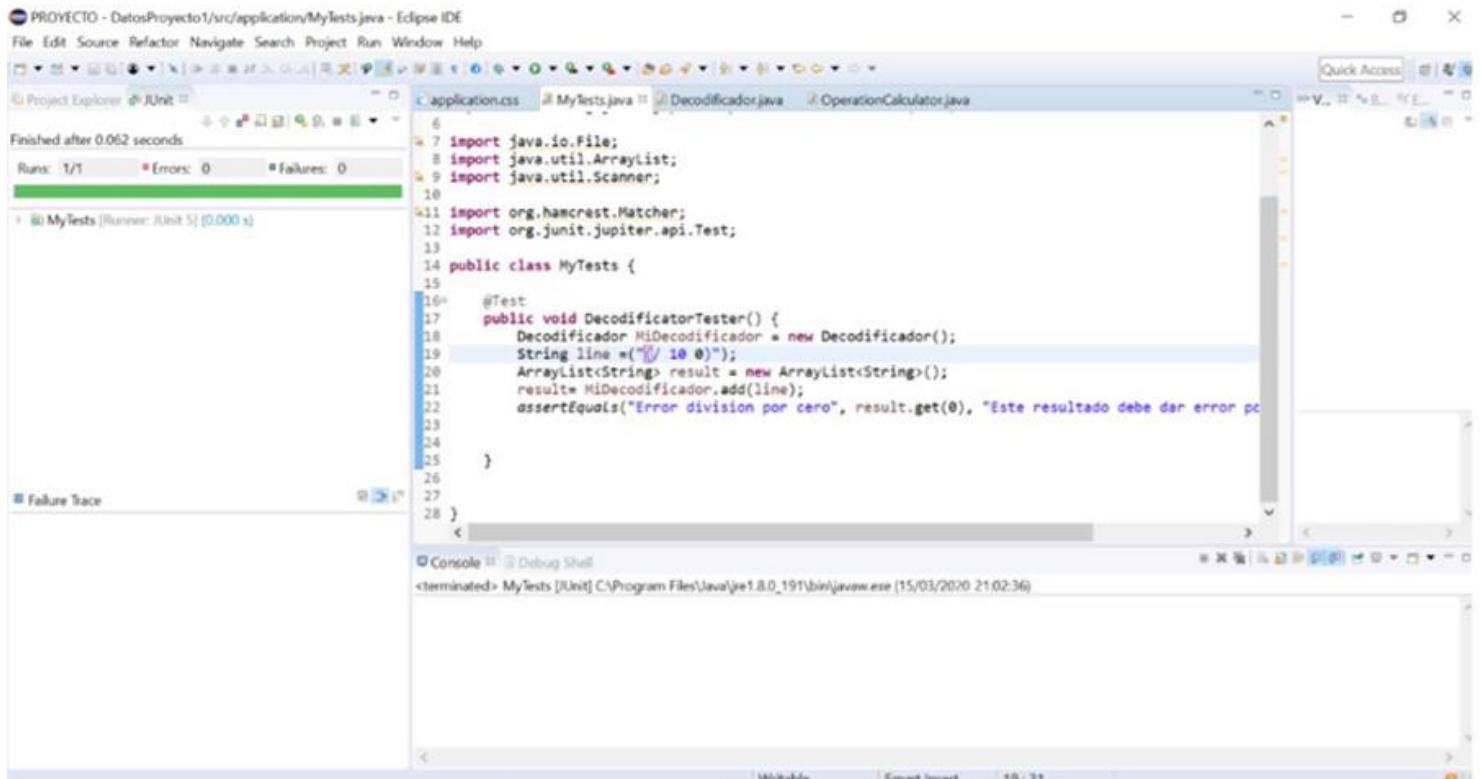 PROYECTO - DatosProyecto1/src/application/MyTests.java - Eclipse IDE
File Edit Source Refactor Navigate Search Project Run Window Help
Quick Access
Project Explorer JUnit
Finished after 0.062 seconds
Runs: 1/1 Errors: 0 Failures: 0
MyTests [Runner: JUnit 5] (0.000 s)
Failure Trace
application.css MyTests.java Decodificador.java OperationCalculator.java
6
7 import java.io.File;
8 import java.util.ArrayList;
9 import java.util.Scanner;
10
11 import org.hamcrest.Matcher;
12 import org.junit.jupiter.api.Test;
13
14 public class MyTests {
15
16 @Test
17 public void DecodificatorTester() {
18 Decodificador MiDecodificador = new Decodificador();
19 String line =("(/ 10 0)");
20 ArrayList<String> result = new ArrayList<String>();
21 result= MiDecodificador.add(line);
22 assertEquals("Error division por cero", result.get(0), "Este resultado debe dar error po
23
24
25 }
26
27
28 }
Console Debug Shell
<terminated> MyTests [JUnit] C:\Program Files\Java\jre1.8.0_191\bin\javaw.exe (15/03/2020 21:02:36)
Writable Smart Insert 19 : 31